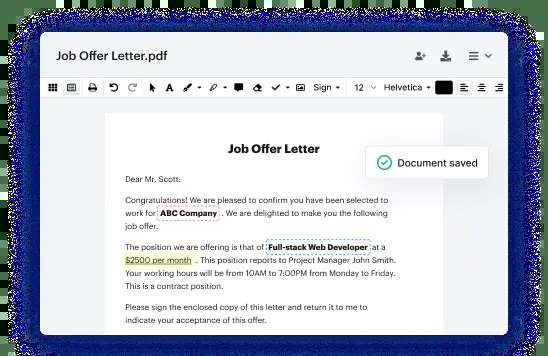 Job Offer Letter.pdf
Sign 12 Helvetica
Job Offer Letter
Document saved
Dear Mr. Scott:
Congratulations! We are pleased to confirm you have been selected to
work for ABC Company . We are delighted to make you the following
job offer.
The position we are offering is that of Full-stack Web Developer at a
$2500 per month . This position reports to Project Manager John Smith.
Your working hours will be from 10AM to 7:00PM from Monday to Friday.
This is a contract position.
Please sign the enclosed copy of this letter and return it to me to
indicate your acceptance of this offer.